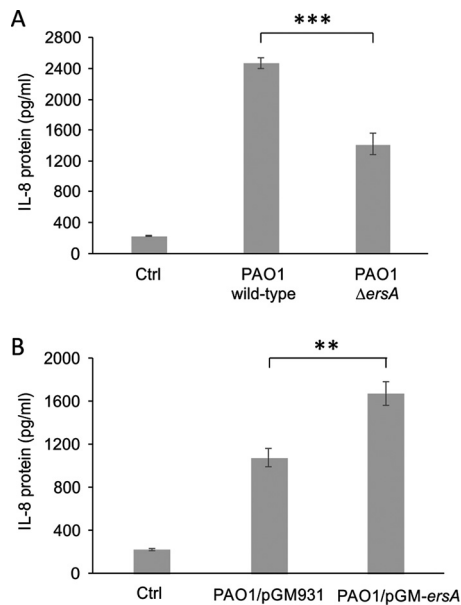 A
***
2800
2400
2000
1600
1200
800
400
0
IL-8 protein (pg/ml)
Ctrl
PAO1
wild-type
PAO1
ΔersA
B
**
2000
1600
1200
800
400
0
IL-8 protein (pg/ml)
Ctrl
PAO1/pGM931
PAO1/pGM-ersA